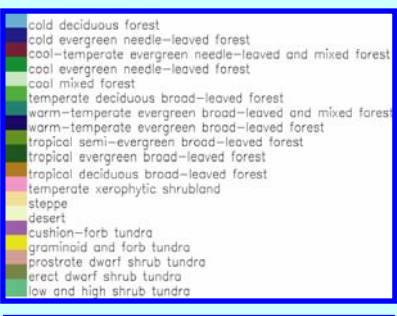 cold deciduous forest
cold evergreen needle-leaved forest
cool-temperate evergreen needle-leaved and mixed forest
cool evergreen needle-leaved forest
cool mixed forest
temperate deciduous broad-leaved forest
warm-temperate evergreen broad-leaved and mixed forest
warm-temperate evergreen broad-leaved forest
tropical semi-evergreen broad-leaved forest
tropical evergreen broad-leaved forest
tropical deciduous broad-leaved forest
temperate xerophytic shrubland
steppe
desert
cushion-forb tundra
graminoid and forb tundra
prostrate dwarf shrub tundra
erect dwarf shrub tundra
low and high shrub tundra